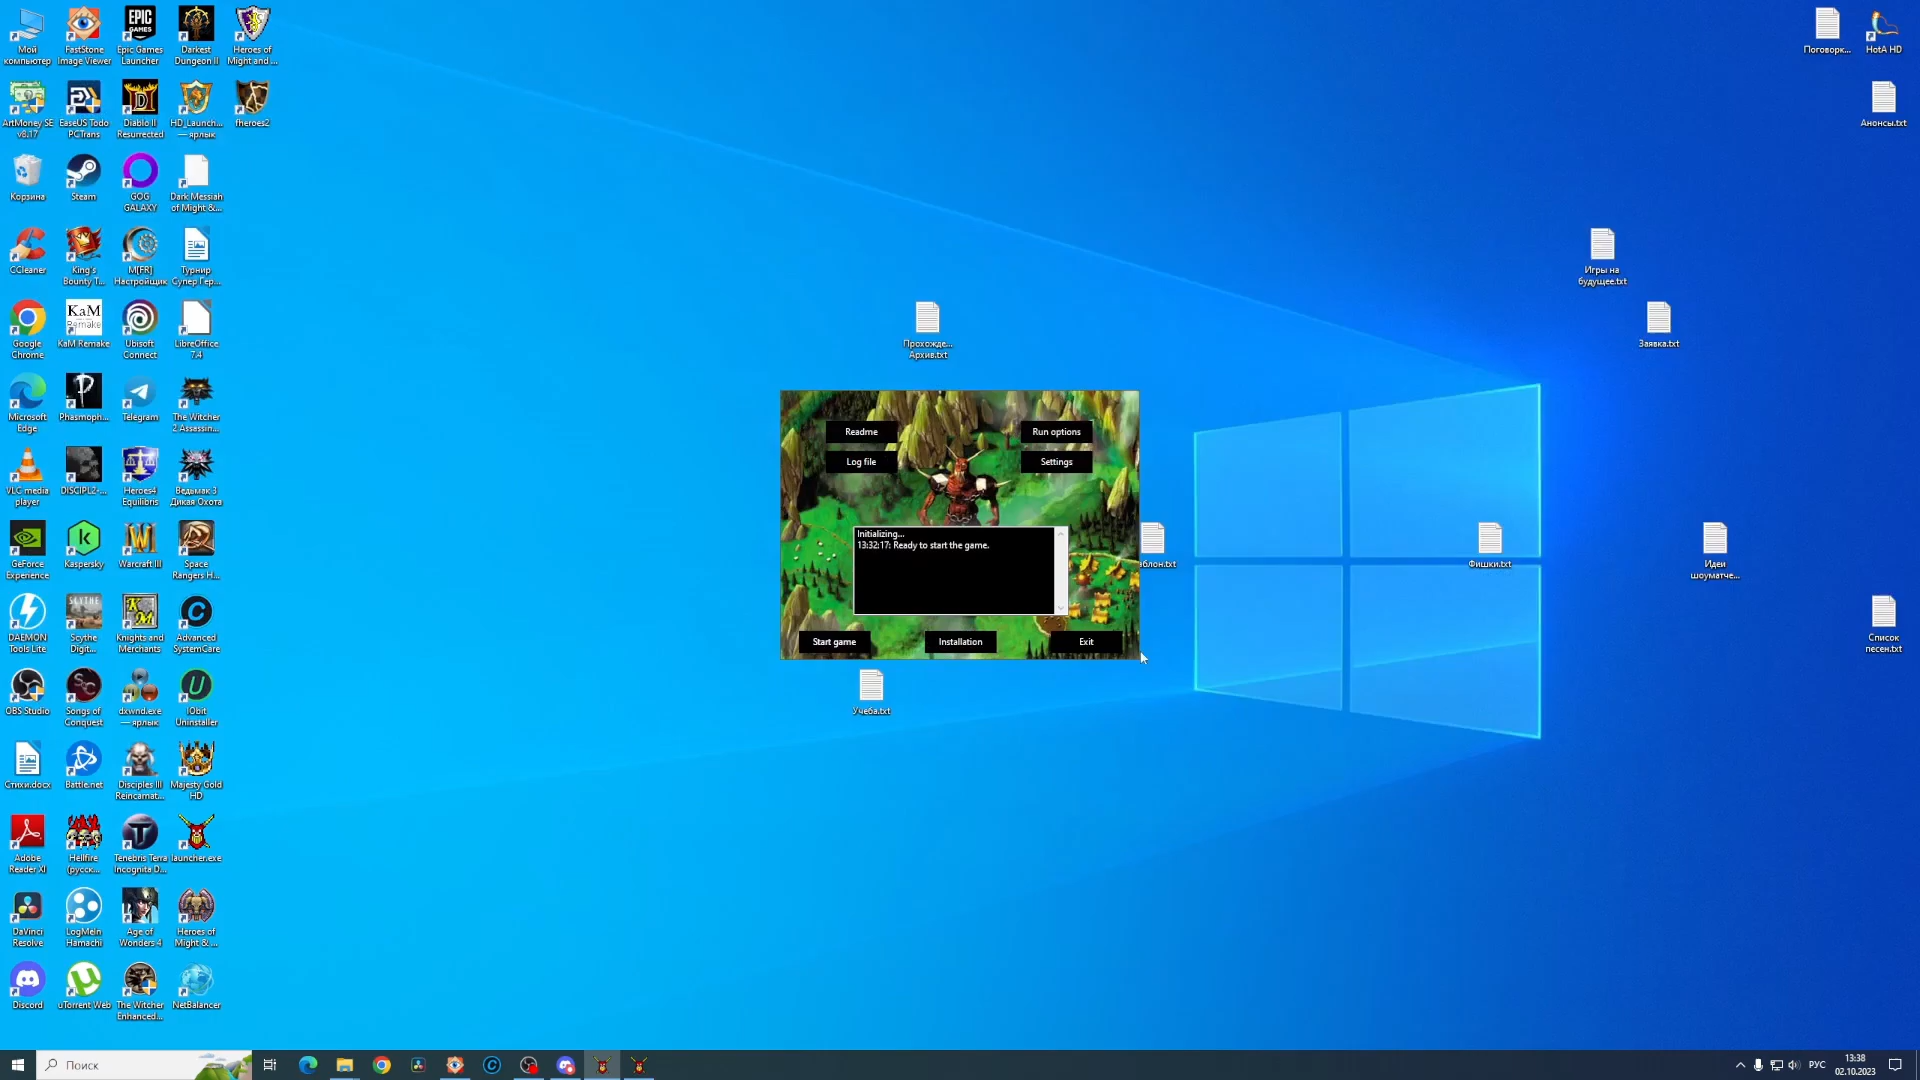 Мой
компьютер
FastStone
Image Viewer
EPIC
GAMES
Epic Games
Launcher
Darkest
Dungeon II
Heroes of
Might and ...
ArtMoney SE
v8.17
EaseUS Todo
PCTrans
Diablo II
Resurrected
HD_Launch...
— ярлык
fheroes2
Корзина
Steam
GOG
GALAXY
Dark Messiah
of Might &...
CCleaner
King's
Bounty T...
M[FR]
Настройщик
Турнир
Супер Гер...
Google
Chrome
KaM
Remake
KaM Remake
Ubisoft
Connect
LibreOffice
7.4
Microsoft
Edge
Phasmoph...
Telegram
The Witcher
2 Assassin...
VLC media
player
DISCIPL2-...
Heroes4
Equilibris
Ведьмак 3
Дикая Охота
GeForce
Experience
Kaspersky
Warcraft III
Space
Rangers H...
DAEMON
Tools Lite
SCYTHE
Scythe
Digit...
Knights and
Merchants
Advanced
SystemCare
OBS Studio
Songs of
Conquest
dxwnd.exe
— ярлык
IObit
Uninstaller
Стихи.docx
Battle.net
Disciples III
Reincarnat...
Majesty Gold
HD
Adobe
Reader XI
Hellfire
(русск...
Tenebris Terra
Incognita D...
launcher.exe
DaVinci
Resolve
LogMeIn
Hamachi
Age of
Wonders 4
Heroes of
Might & ...
Discord
uTorrent Web
The Witcher
Enhanced...
NetBalancer
Прохожде...
Архив.txt
Readme
Run options
Log file
Settings
Initializing...
13:32:17: Ready to start the game.
Start game
Installation
Exit
блон.txt
Учеба.txt
Поговорк...
HotA HD
Анонсы.txt
Игры на
будущее.txt
Заявка.txt
Фишки.txt
Идеи
шоуматче...
Список
песен.txt
Поиск
РУС
13:38
02.10.2023